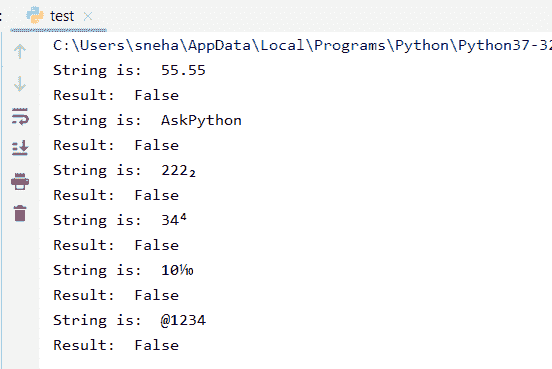 test
C:\Users\sneha\AppData\Local\Programs\Python\Python37-32
String is:  55.55
Result:  False
String is:  AskPython
Result:  False
String is:  222₂
Result:  False
String is:  34⁴
Result:  False
String is:  10⅒
Result:  False
String is:  @1234
Result:  False